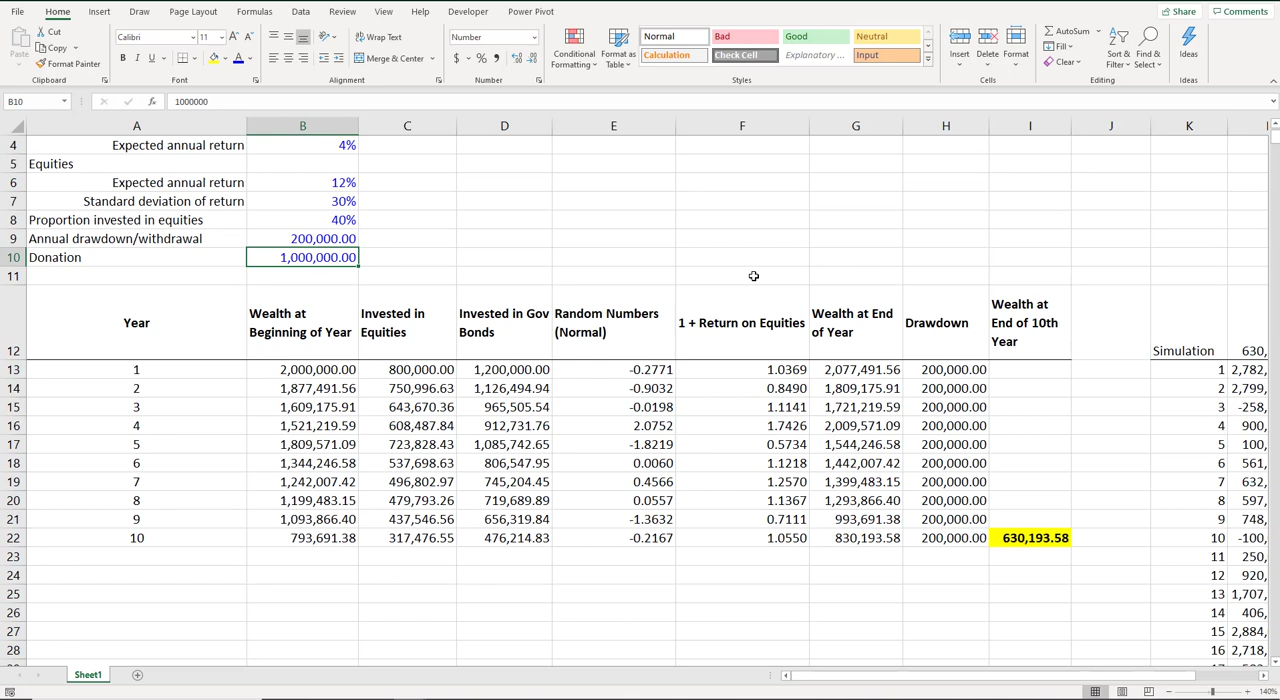 File Home Insert Draw Page Layout Formulas Data Review View Help Developer Power Pivot Share Comments
Paste Cut Copy Format Painter Clipboard
Calibri 11 A A B I U A Font
Wrap Text Merge & Center Alignment
Number $ % Number
Conditional Formatting Format as Table
Normal Bad Good Neutral
Calculation Check Cell Explanatory ... Input
Styles
Insert Delete Format Cells
AutoSum Fill Clear Sort & Filter Find & Select Editing
Ideas Ideas
B10 fx 1000000
A B C D E F G H I J K
4 Expected annual return 4%
5 Equities
6 Expected annual return 12%
7 Standard deviation of return 30%
8 Proportion invested in equities 40%
9 Annual drawdown/withdrawal 200,000.00
10 Donation 1,000,000.00
11
12 Year Wealth at Beginning of Year Invested in Equities Invested in Gov Bonds Random Numbers (Normal) 1 + Return on Equities Wealth at End of Year Drawdown Wealth at End of 10th Year Simulation 630,
13 1 2,000,000.00 800,000.00 1,200,000.00 -0.2771 1.0369 2,077,491.56 200,000.00 1 2,782,
14 2 1,877,491.56 750,996.63 1,126,494.94 -0.9032 0.8490 1,809,175.91 200,000.00 2 2,799,
15 3 1,609,175.91 643,670.36 965,505.54 -0.0198 1.1141 1,721,219.59 200,000.00 3 -258,
16 4 1,521,219.59 608,487.84 912,731.76 2.0752 1.7426 2,009,571.09 200,000.00 4 900,
17 5 1,809,571.09 723,828.43 1,085,742.65 -1.8219 0.5734 1,544,246.58 200,000.00 5 100,
18 6 1,344,246.58 537,698.63 806,547.95 0.0060 1.1218 1,442,007.42 200,000.00 6 561,
19 7 1,242,007.42 496,802.97 745,204.45 0.4566 1.2570 1,399,483.15 200,000.00 7 632,
20 8 1,199,483.15 479,793.26 719,689.89 0.0557 1.1367 1,293,866.40 200,000.00 8 597,
21 9 1,093,866.40 437,546.56 656,319.84 -1.3632 0.7111 993,691.38 200,000.00 9 748,
22 10 793,691.38 317,476.55 476,214.83 -0.2167 1.0550 830,193.58 200,000.00 630,193.58 10 -100,
23 11 250,
24 12 920,
25 13 1,707,
26 14 406,
27 15 2,884,
28 16 2,718,
Sheet1
140%